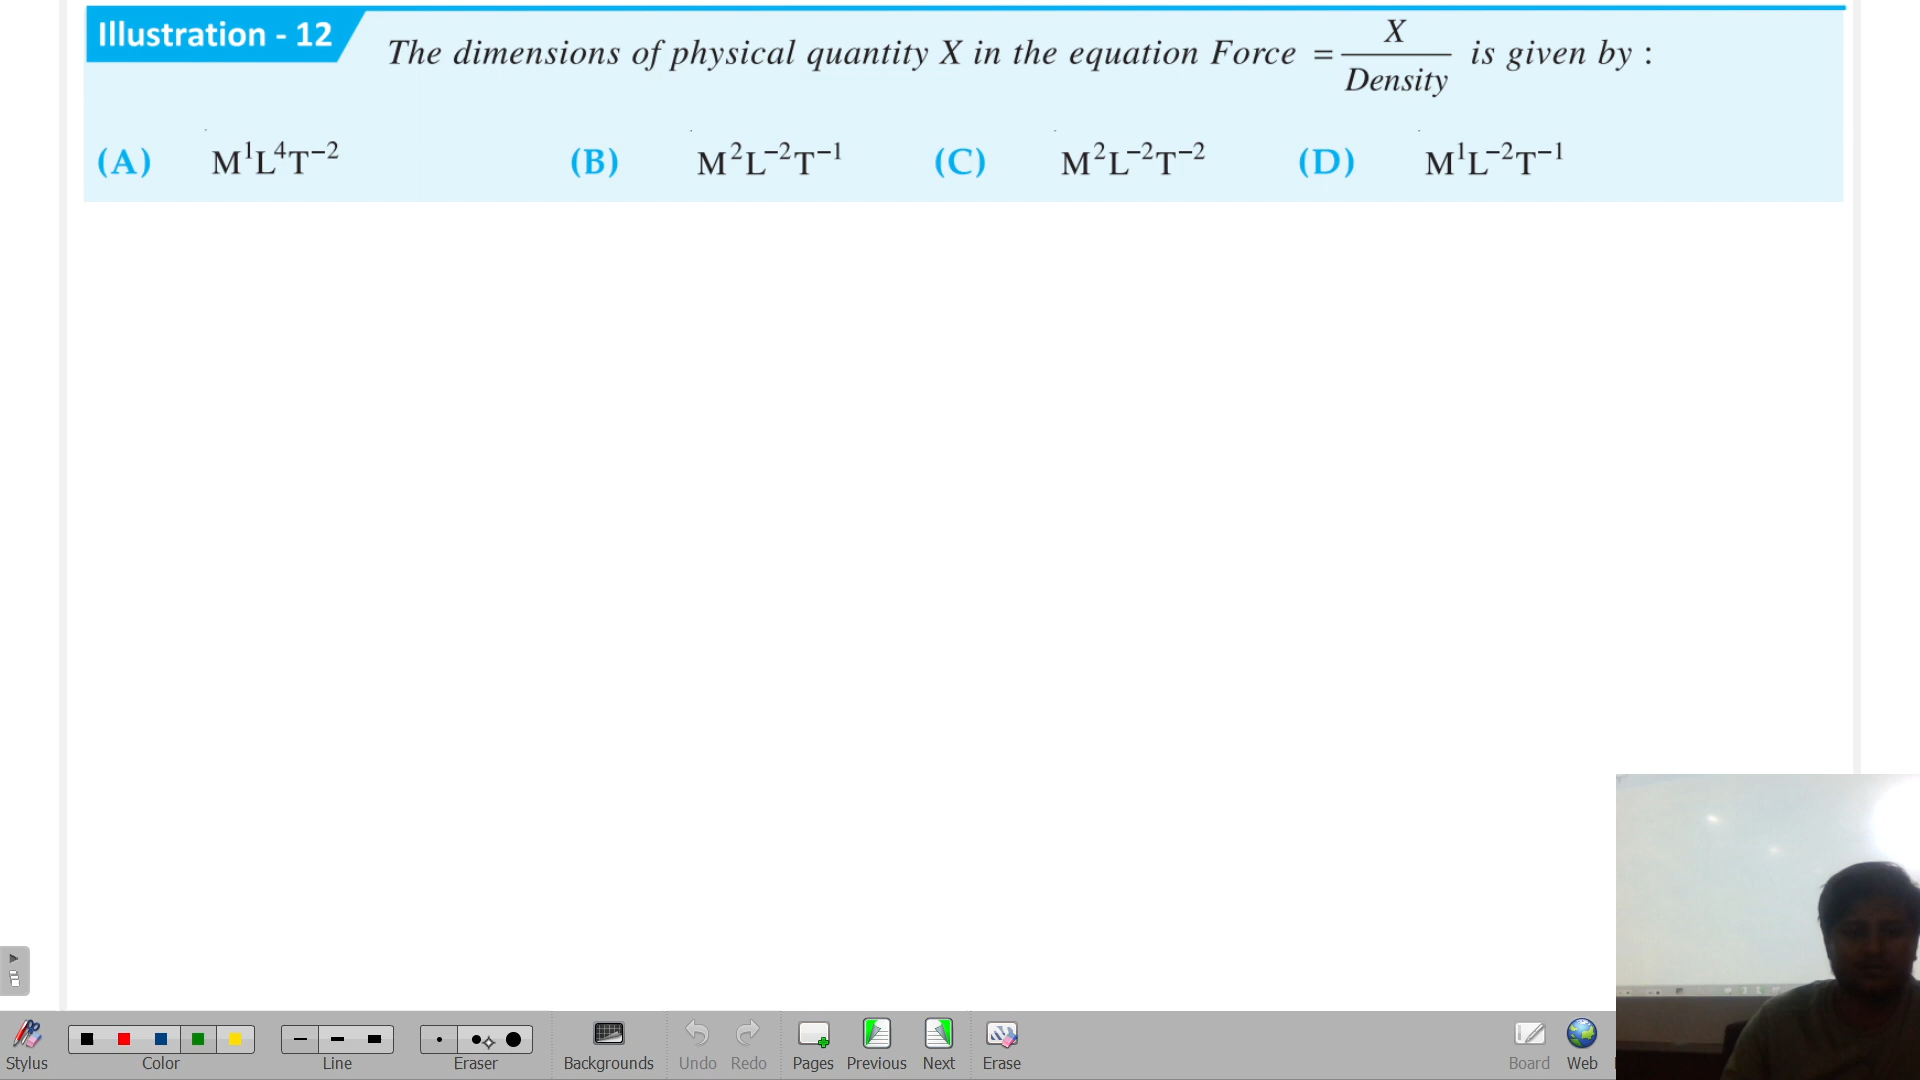 Illustration - 12
The dimensions of physical quantity X in the equation Force = X / Density is given by :
(A) M¹L⁴T⁻² (B) M²L⁻²T⁻¹ (C) M²L⁻²T⁻² (D) M¹L⁻²T⁻¹
Stylus Color Line Eraser Backgrounds Undo Redo Pages Previous Next Erase Board Web